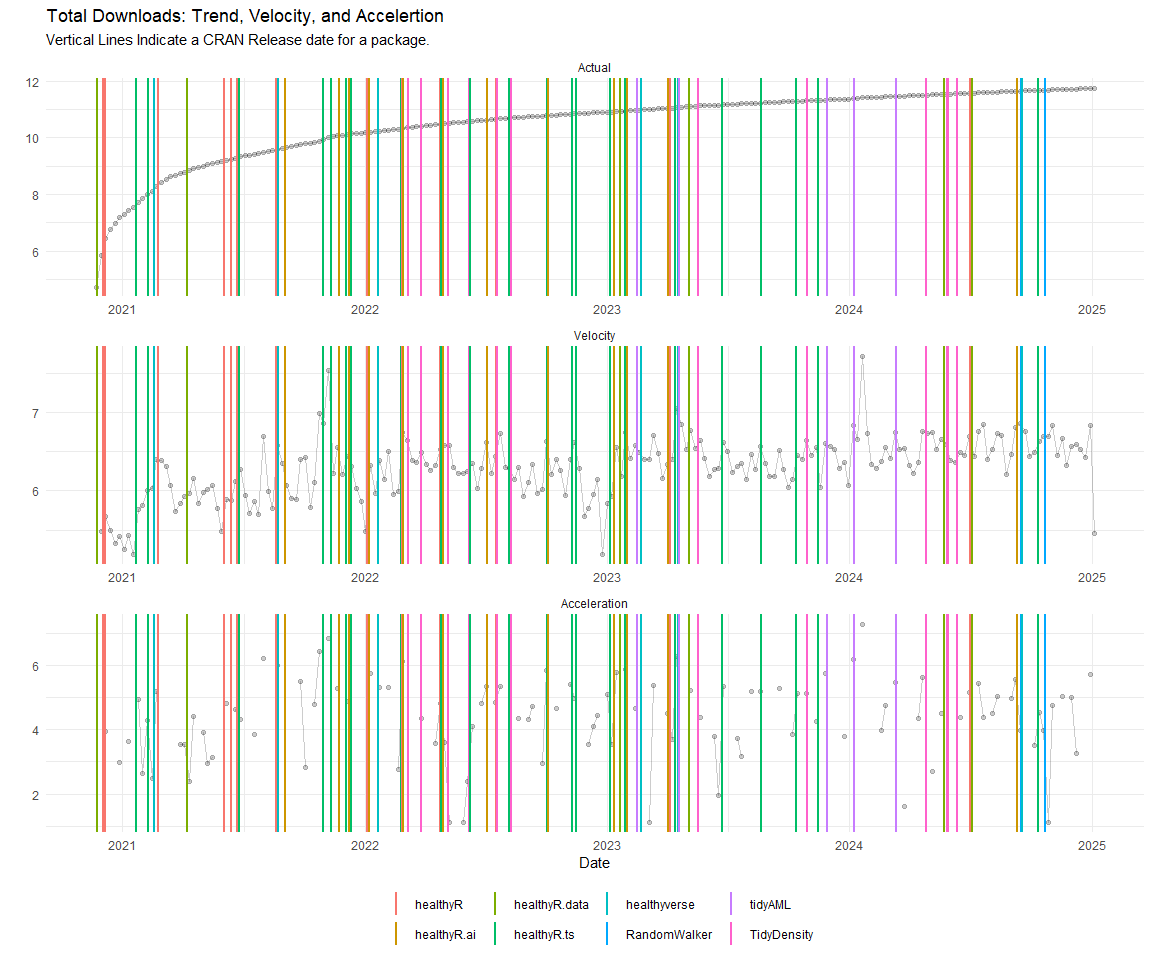 Total Downloads: Trend, Velocity, and Accelertion
Vertical Lines Indicate a CRAN Release date for a package.
Actual
12
10
8
6
2021 2022 2023 2024 2025
Velocity
7
6
2021 2022 2023 2024 2025
Acceleration
6
4
2
2021 2022 2023 2024 2025
Date
healthyR healthyR.data healthyverse tidyAML
healthyR.ai healthyR.ts RandomWalker TidyDensity